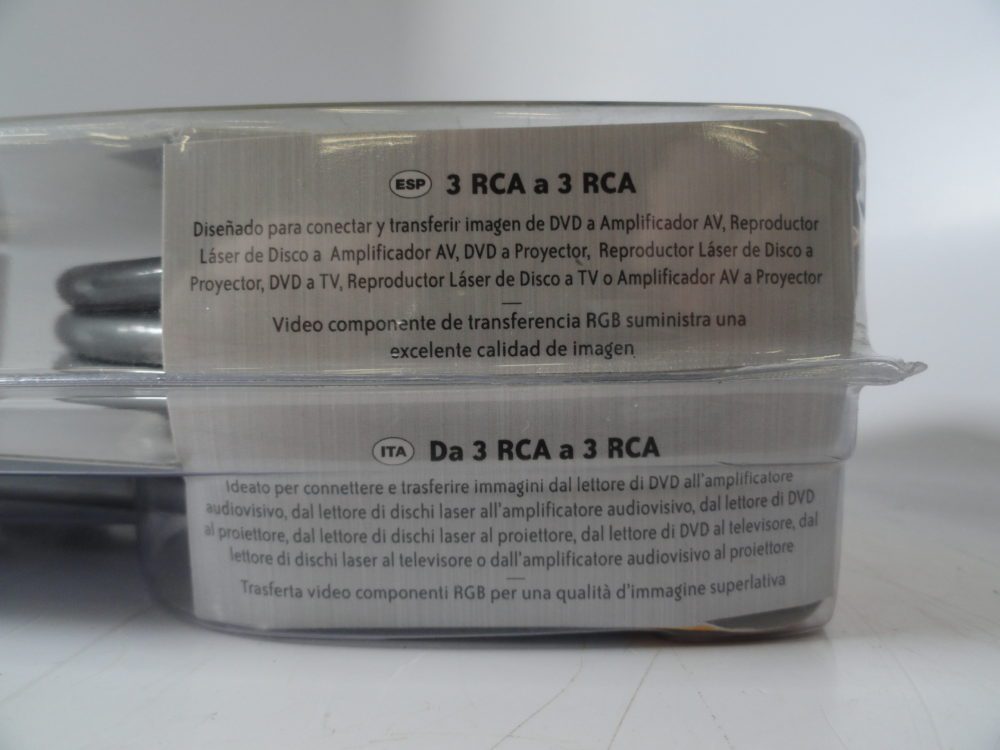 ESP 3 RCA a 3 RCA
Diseñado para conectar y transferir imagen de DVD a Amplificador AV, Reproductor
Láser de Disco a Amplificador AV, DVD a Proyector, Reproductor Láser de Disco a
Proyector, DVD a TV, Reproductor Láser de Disco a TV o Amplificador AV a Proyector
Video componente de transferencia RGB suministra una
excelente calidad de imagen
ITA Da 3 RCA a 3 RCA
Ideato per connettere e trasferire immagini dal lettore di DVD all'amplificatore
audiovisivo, dal lettore di dischi laser all'amplificatore audiovisivo, dal lettore di DVD
al proiettore, dal lettore di dischi laser al proiettore, dal lettore di DVD al televisore, dal
lettore di dischi laser al televisore o dall'amplificatore audiovisivo al proiettore
Trasferta video componenti RGB per una qualità d'immagine superlativa